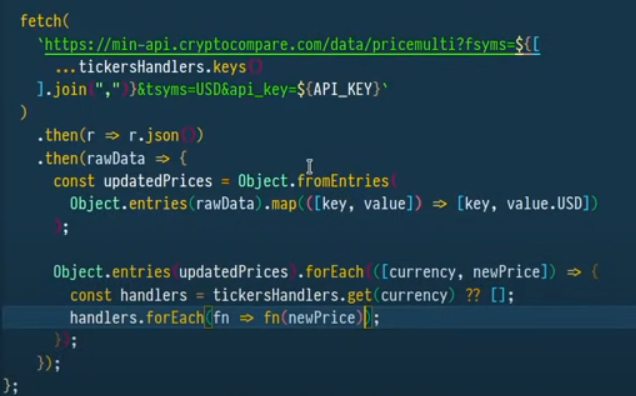 fetch(
`https://min-api.cryptocompare.com/data/pricemulti?fsyms=${[
...tickersHandlers.keys()
].join(",")}&tsyms=USD&api_key=${API_KEY}`
)
.then(r => r.json())
.then(rawData => {
const updatedPrices = Object.fromEntries(
Object.entries(rawData).map(([key, value]) => [key, value.USD])
);
Object.entries(updatedPrices).forEach(([currency, newPrice]) => {
const handlers = tickersHandlers.get(currency) ?? [];
handlers.forEach(fn => fn(newPrice));
});
});
};